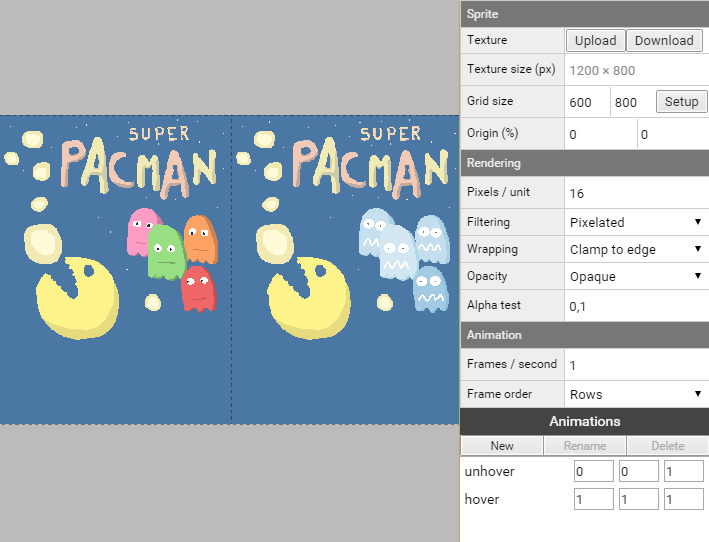 SUPER
PACMAN
SUPER
PACMAN
Sprite
Texture Upload Download
Texture size (px) 1200 × 800
Grid size 600 800 Setup
Origin (%) 0 0
Rendering
Pixels / unit 16
Filtering Pixelated
Wrapping Clamp to edge
Opacity Opaque
Alpha test 0,1
Animation
Frames / second 1
Frame order Rows
Animations
New Rename Delete
unhover 0 0 1
hover 1 1 1